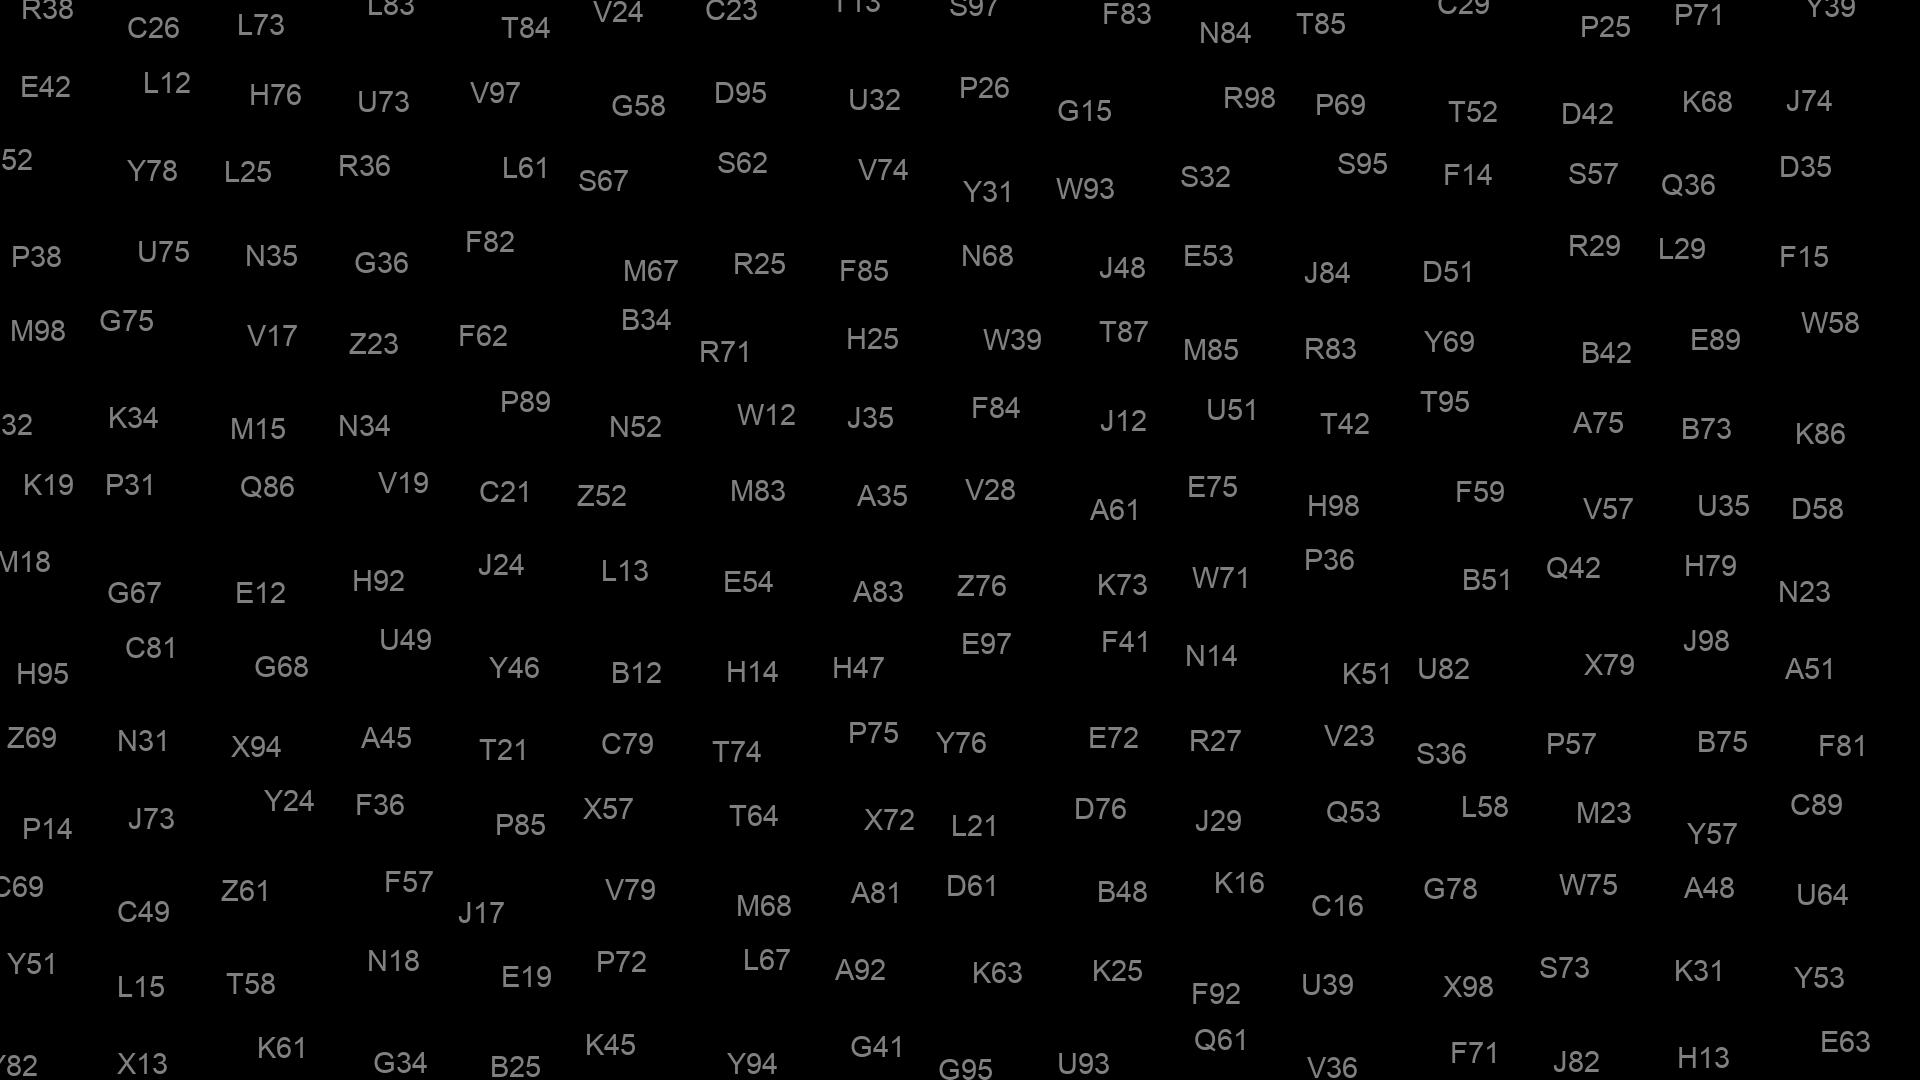 R38 C26 L73 L83 T84 V24 C23 S97 F83 N84 T85 C29 P25 P71 Y39
E42 L12 H76 U73 V97 G58 D95 U32 P26 G15 R98 P69 T52 D42 K68 J74
52 Y78 L25 R36 L61 S67 S62 V74 Y31 W93 S32 S95 F14 S57 Q36 D35
P38 U75 N35 G36 F82 M67 R25 F85 N68 J48 E53 J84 D51 R29 L29 F15
M98 G75 V17 Z23 F62 B34 R71 H25 W39 T87 M85 R83 Y69 B42 E89 W58
32 K34 M15 N34 P89 N52 W12 J35 F84 J12 U51 T42 T95 A75 B73 K86
K19 P31 Q86 V19 C21 Z52 M83 A35 V28 A61 E75 H98 F59 V57 U35 D58
M18 G67 E12 H92 J24 L13 E54 A83 Z76 K73 W71 P36 B51 Q42 H79 N23
H95 C81 G68 U49 Y46 B12 H14 H47 E97 F41 N14 K51 U82 X79 J98 A51
Z69 N31 X94 A45 T21 C79 T74 P75 Y76 E72 R27 V23 S36 P57 B75 F81
P14 J73 Y24 F36 P85 X57 T64 X72 L21 D76 J29 Q53 L58 M23 Y57 C89
C69 C49 Z61 F57 J17 V79 M68 A81 D61 B48 K16 C16 G78 W75 A48 U64
Y51 L15 T58 N18 E19 P72 L67 A92 K63 K25 F92 U39 X98 S73 K31 Y53
Y82 X13 K61 G34 B25 K45 Y94 G41 G95 U93 Q61 V36 F71 J82 H13 E63